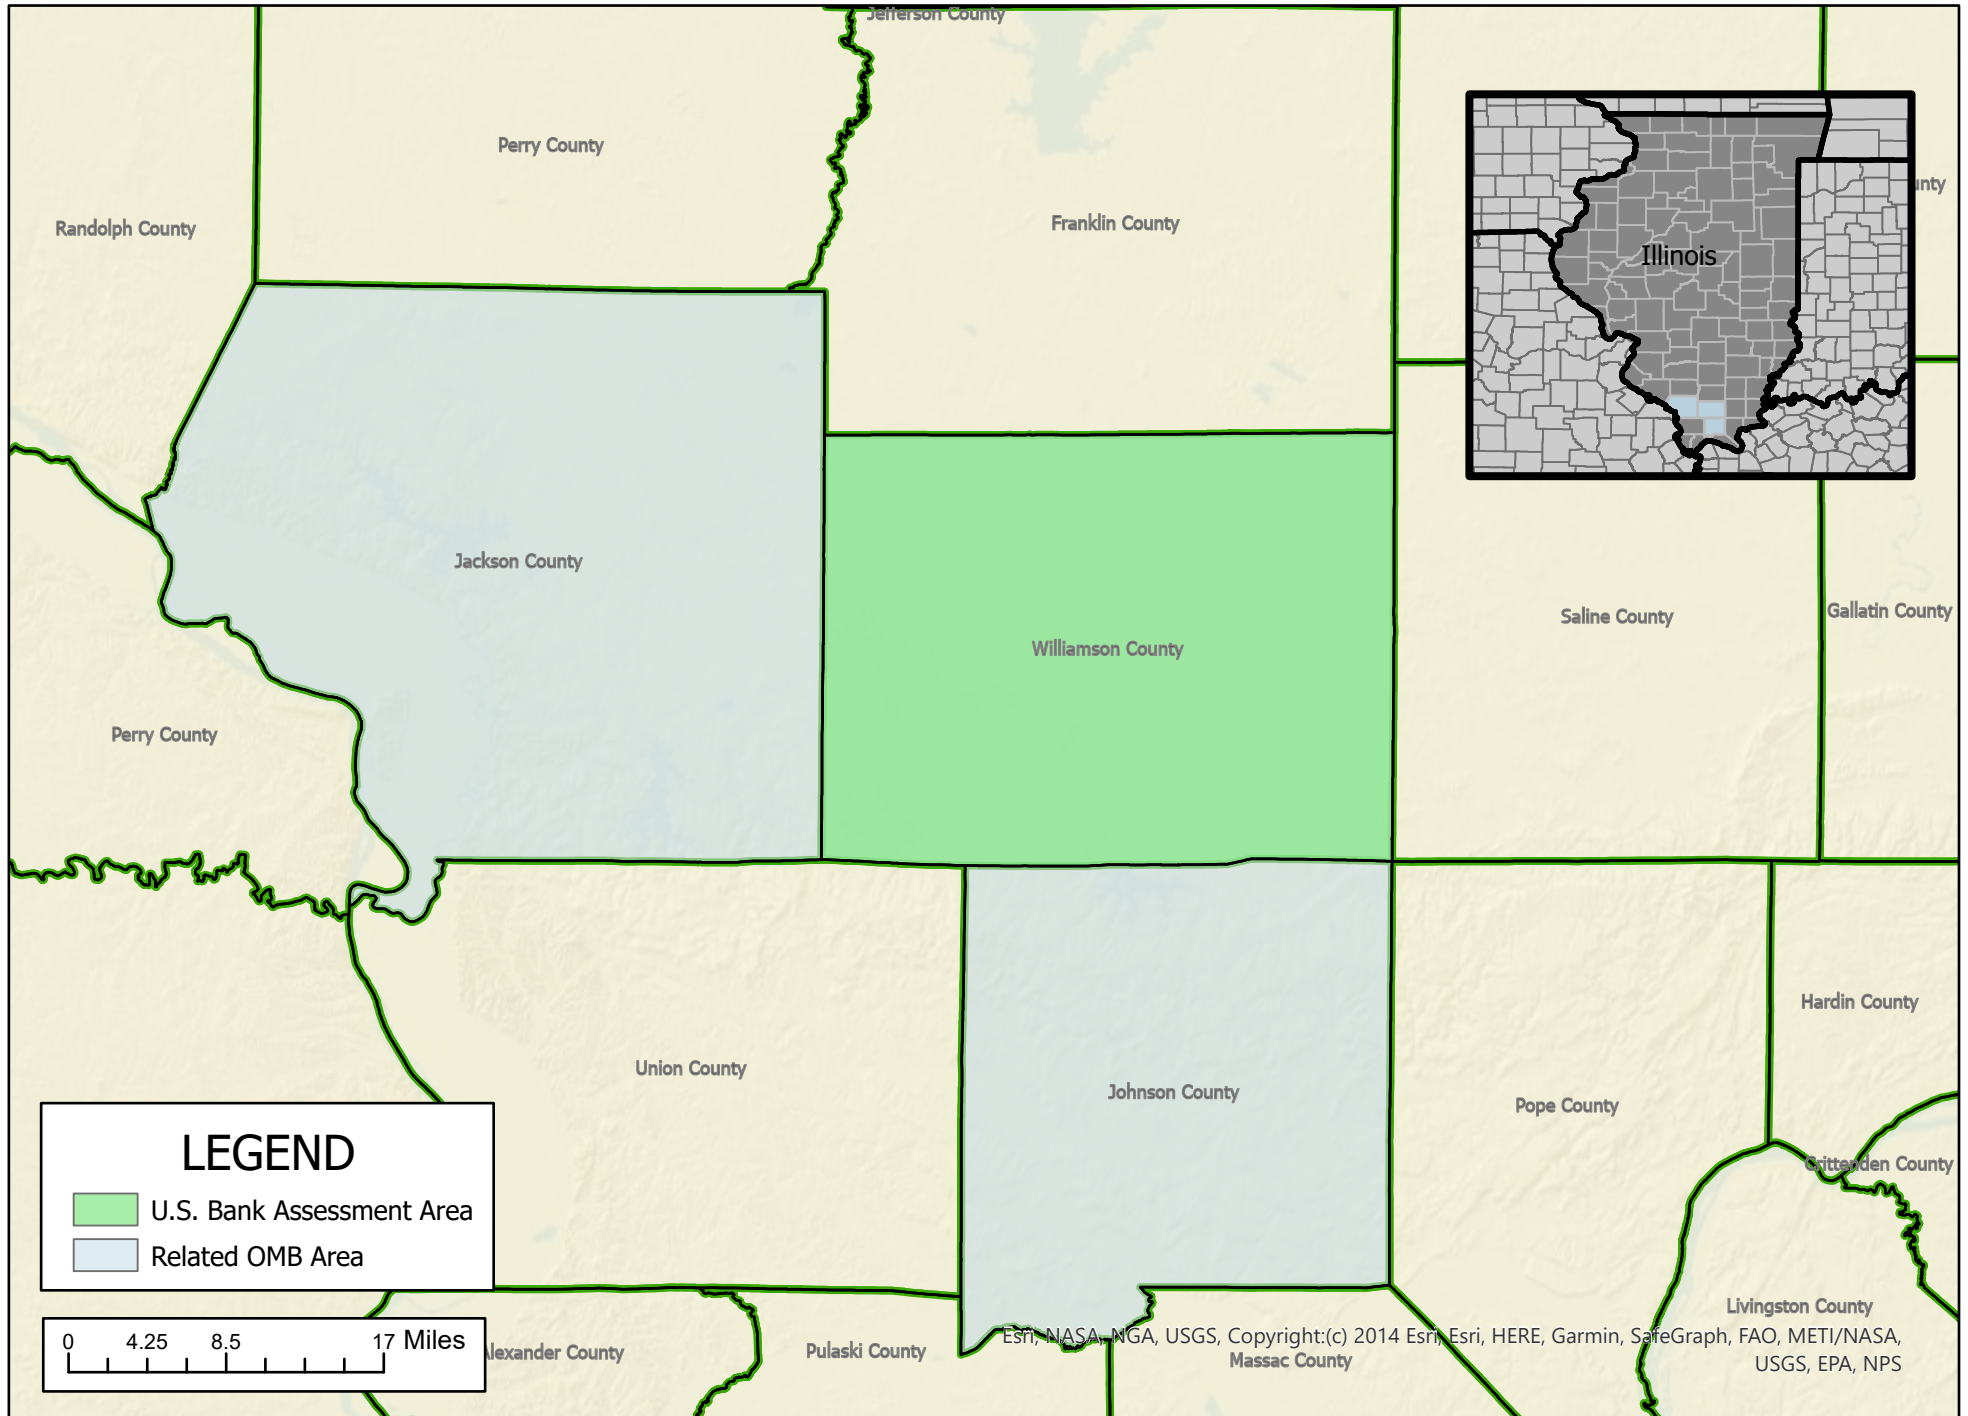 Jefferson County
Perry County
Randolph County
Franklin County
Illinois
Jackson County
Williamson County
Saline County
Gallatin County
Perry County
Union County
Johnson County
Pope County
Hardin County
Crittenden County
Livingston County
Alexander County
Pulaski County
Massac County
LEGEND
U.S. Bank Assessment Area
Related OMB Area
0 4.25 8.5 17 Miles
Esri, NASA, NGA, USGS, Copyright:(c) 2014 Esri, Esri, HERE, Garmin, SafeGraph, FAO, METI/NASA,
USGS, EPA, NPS